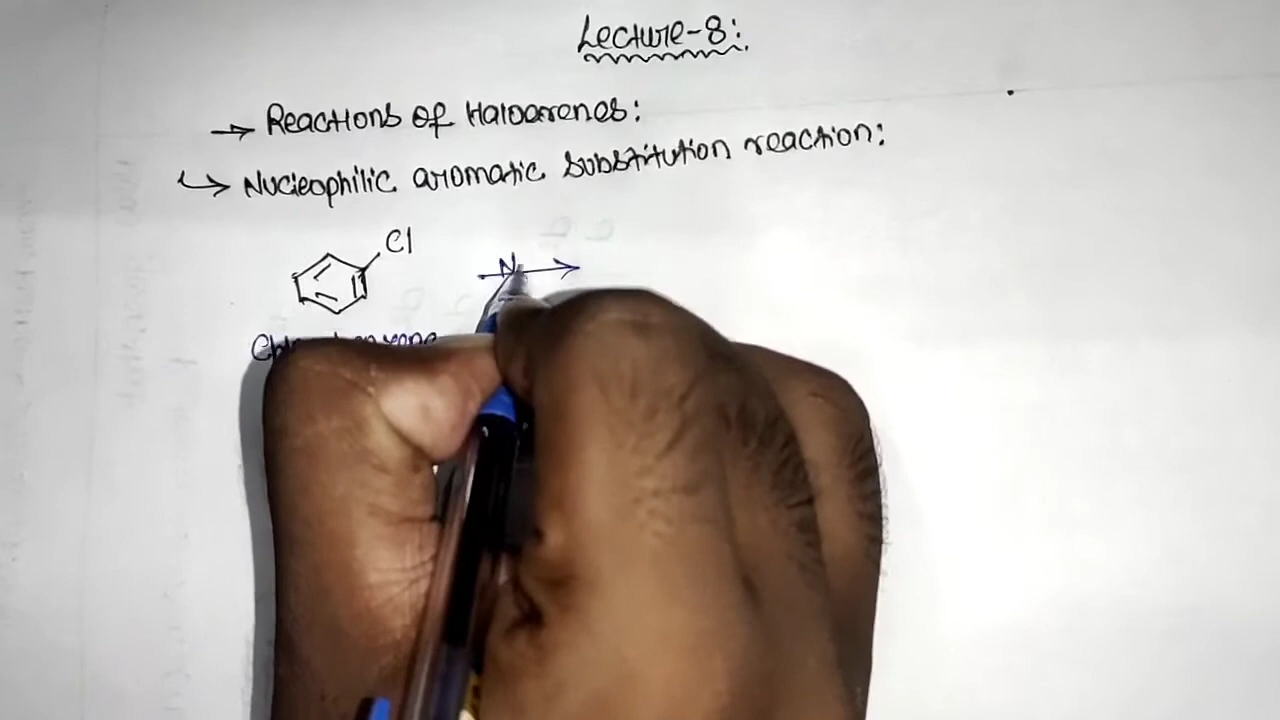 Lecture-8:
→ Reactions of Haloarenes:
↳ Nucleophilic aromatic substitution reaction:
Cl
N